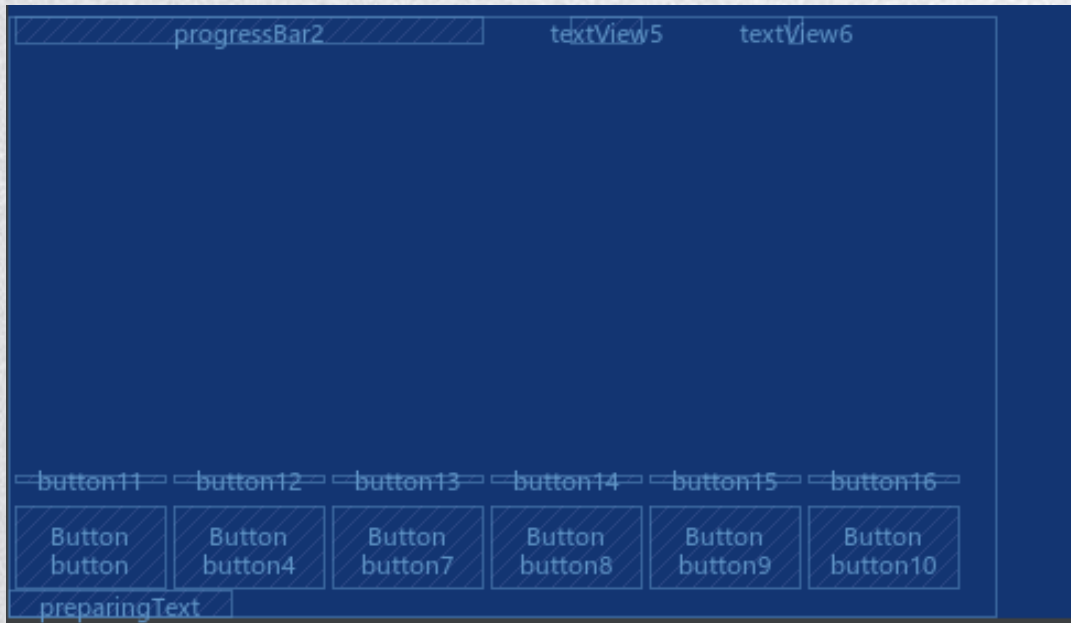 progressBar2 textView5 textView6
button11 button12 button13 button14 button15 button16
Button Button Button Button Button Button
button button4 button7 button8 button9 button10
preparingText